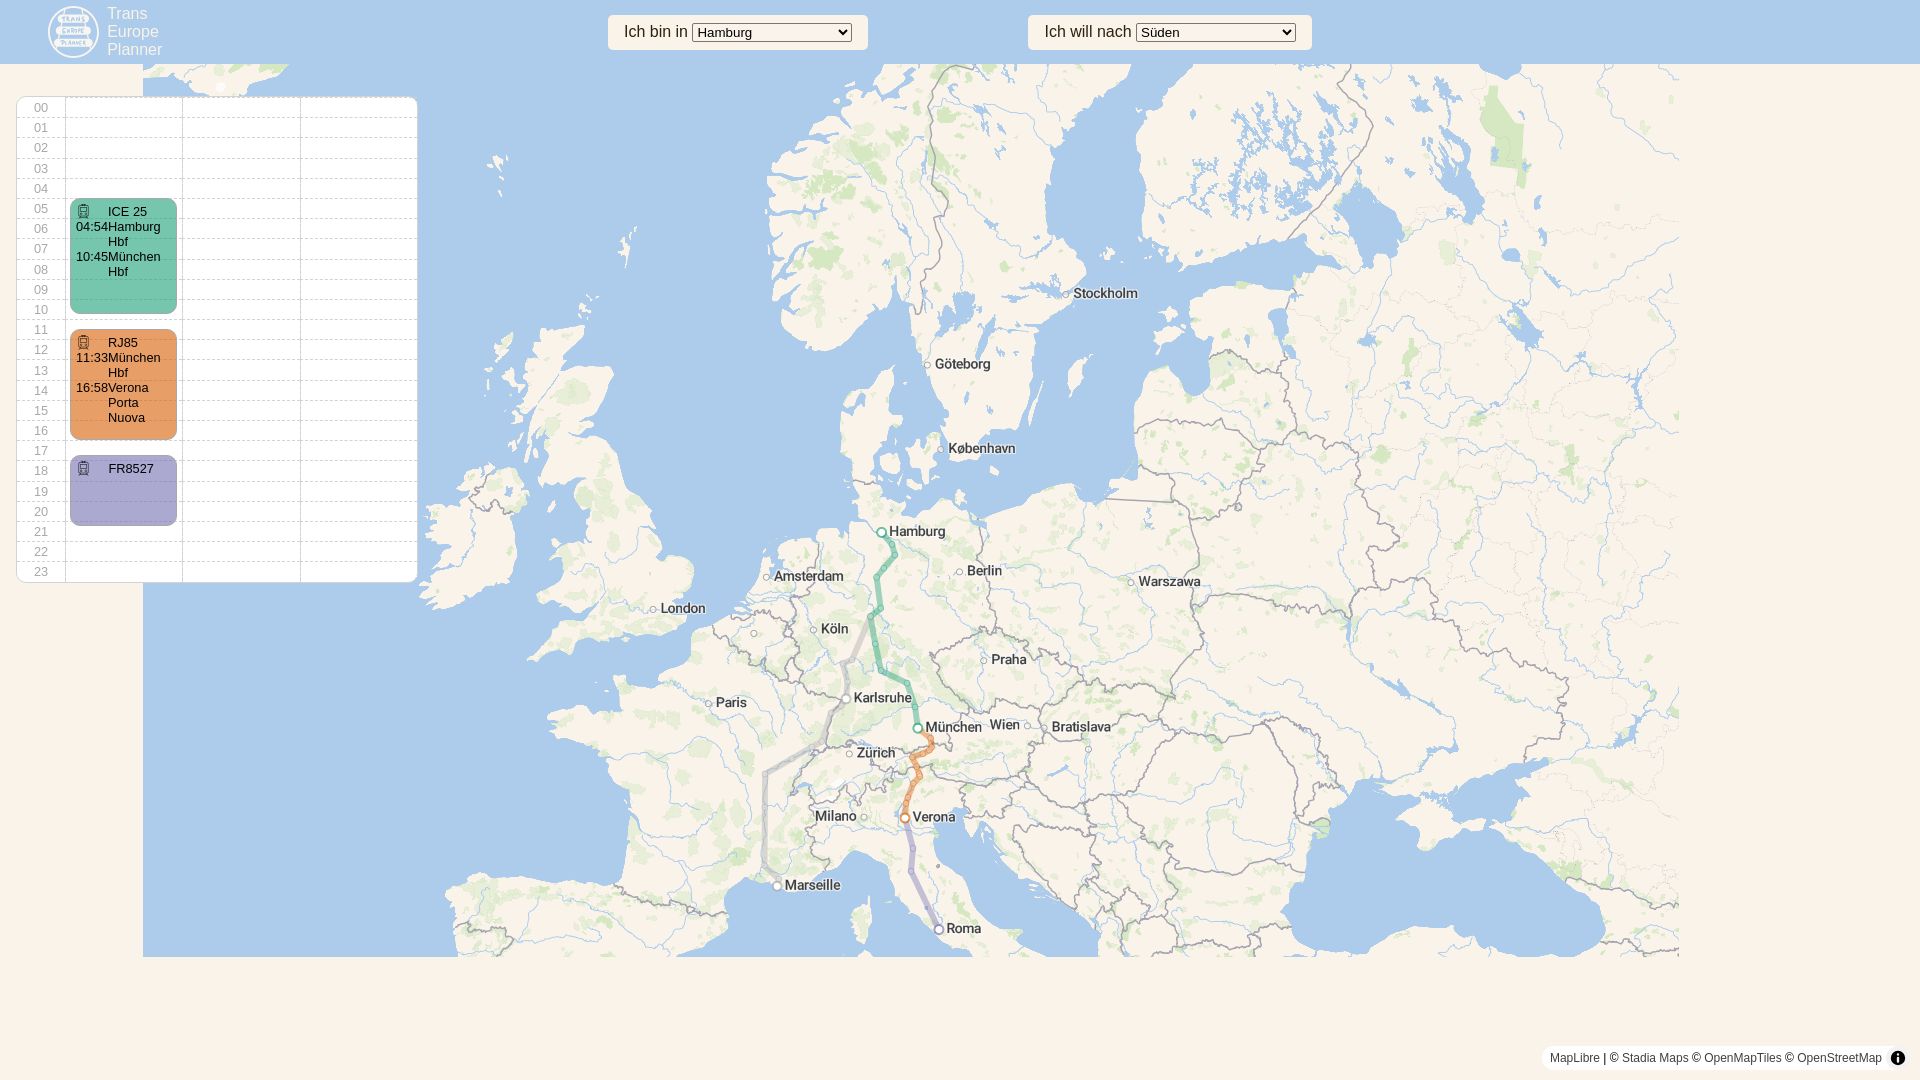 Trans
Europe
Planner
TRANS
EUROPE
PLANNER
Ich bin in Hamburg
Ich will nach Süden
00
01
02
03
04
05
06
07
08
09
10
11
12
13
14
15
16
17
18
19
20
21
22
23
ICE 25
04:54 Hamburg
Hbf
10:45 München
Hbf
RJ85
11:33 München
Hbf
16:58 Verona
Porta
Nuova
FR8527
Stockholm
Göteborg
København
Hamburg
Berlin
Amsterdam
Warszawa
London
Köln
Praha
Karlsruhe
Paris
München
Wien
Bratislava
Zürich
Milano
Verona
Marseille
Roma
MapLibre | © Stadia Maps © OpenMapTiles © OpenStreetMap